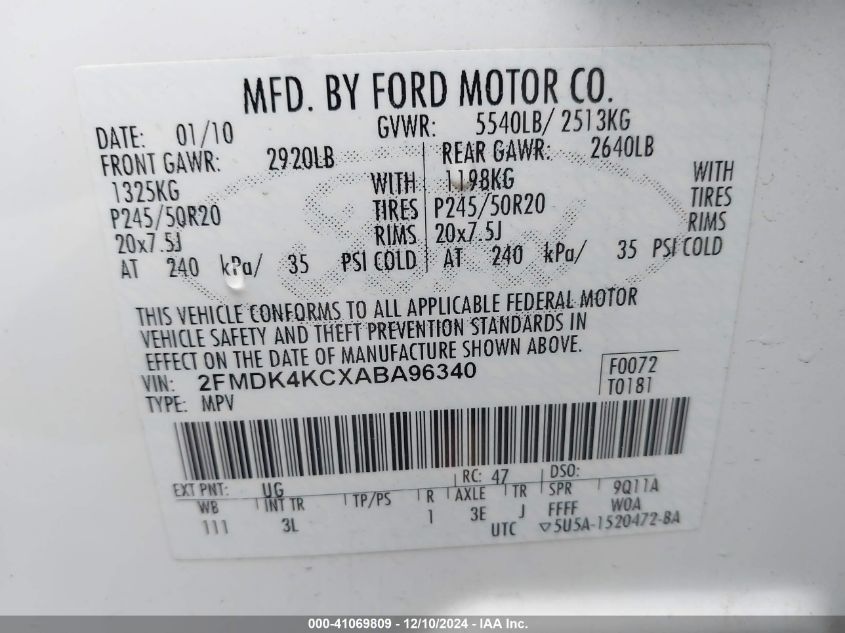 MFD. BY FORD MOTOR CO.
DATE: 01/10 GVWR: 5540LB/ 2513KG
FRONT GAWR: 2920LB REAR GAWR: 2640LB
1325KG WITH 1198KG WITH
P245/50R20 TIRES P245/50R20 TIRES
20x7.5J RIMS 20x7.5J RIMS
AT 240 kPa/ 35 PSI COLD AT 240 kPa/ 35 PSI COLD
THIS VEHICLE CONFORMS TO ALL APPLICABLE FEDERAL MOTOR
VEHICLE SAFETY AND THEFT PREVENTION STANDARDS IN
EFFECT ON THE DATE OF MANUFACTURE SHOWN ABOVE.
VIN: 2FMDK4KCXABA96340 F0072
TYPE: MPV T0181
EXT PNT: UG RC: 47 DSO:
WB INT TR TP/PS R AXLE TR SPR 9Q11A
111 3L 1 3E J FFFF W0A
UTC ▽5U5A-1520472-BA
000-41069809 - 12/10/2024 - IAA Inc.